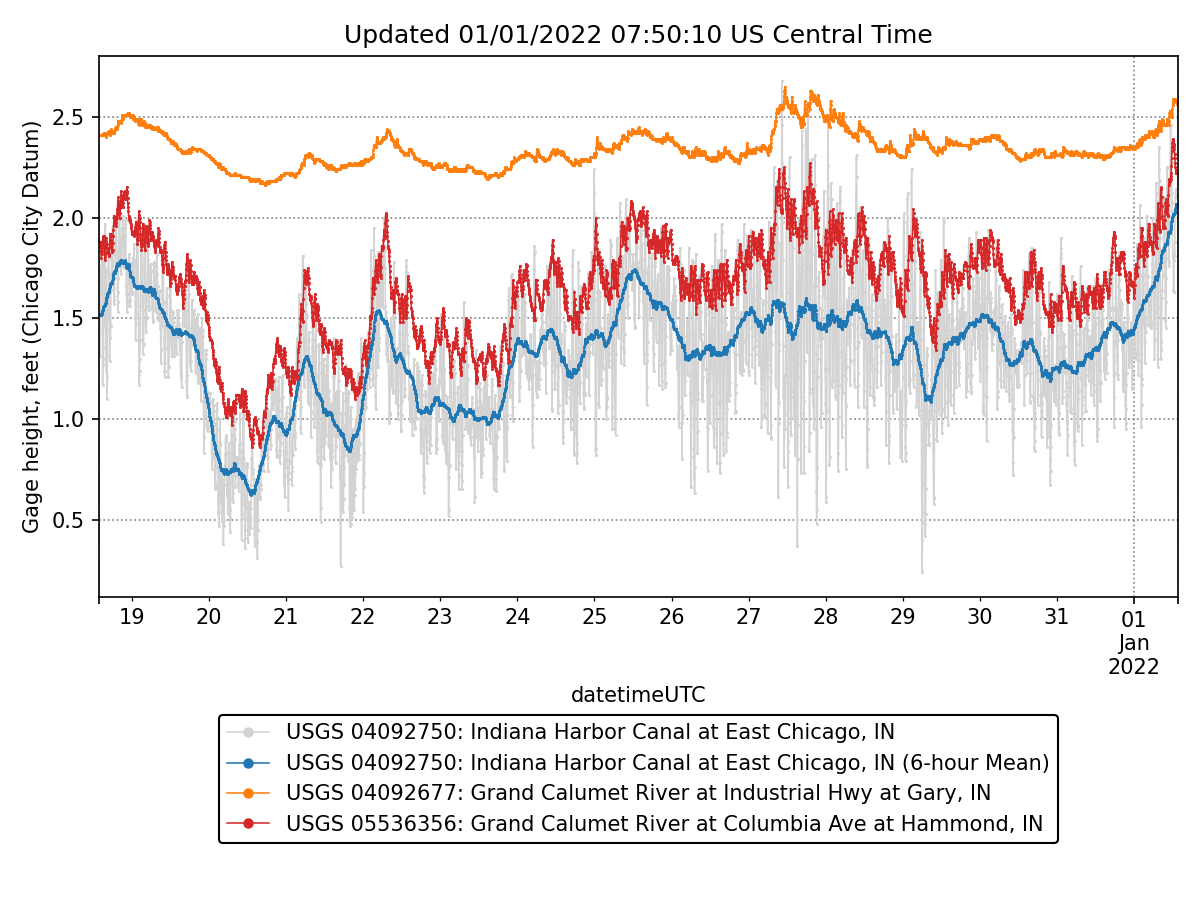 Updated 01/01/2022 07:50:10 US Central Time
Gage height, feet (Chicago City Datum)
2.5
2.0
1.5
1.0
0.5
19 20 21 22 23 24 25 26 27 28 29 30 31 01
Jan
2022
datetimeUTC
USGS 04092750: Indiana Harbor Canal at East Chicago, IN
USGS 04092750: Indiana Harbor Canal at East Chicago, IN (6-hour Mean)
USGS 04092677: Grand Calumet River at Industrial Hwy at Gary, IN
USGS 05536356: Grand Calumet River at Columbia Ave at Hammond, IN